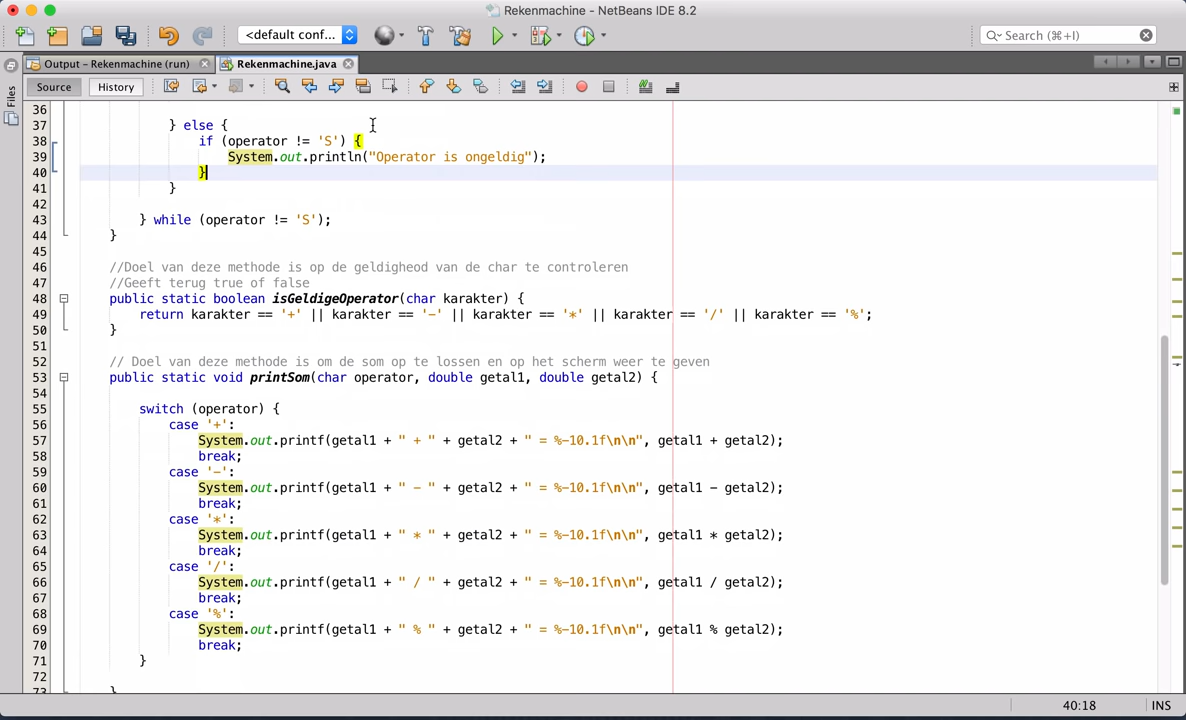 Rekenmachine - NetBeans IDE 8.2
<default conf...
Search (⌘+I)
Output - Rekenmachine (run)
Rekenmachine.java
Files
Source
History
36
37 } else {
38 if (operator != 'S') {
39 System.out.println("Operator is ongeldig");
40 }
41 }
42
43 } while (operator != 'S');
44 }
45
46 //Doel van deze methode is op de geldigheod van de char te controleren
47 //Geeft terug true of false
48 public static boolean isGeldigeOperator(char karakter) {
49 return karakter == '+' || karakter == '-' || karakter == '*' || karakter == '/' || karakter == '%';
50 }
51
52 // Doel van deze methode is om de som op te lossen en op het scherm weer te geven
53 public static void printSom(char operator, double getal1, double getal2) {
54
55 switch (operator) {
56 case '+':
57 System.out.printf(getal1 + " + " + getal2 + " = %-10.1f\n\n", getal1 + getal2);
58 break;
59 case '-':
60 System.out.printf(getal1 + " - " + getal2 + " = %-10.1f\n\n", getal1 - getal2);
61 break;
62 case '*':
63 System.out.printf(getal1 + " * " + getal2 + " = %-10.1f\n\n", getal1 * getal2);
64 break;
65 case '/':
66 System.out.printf(getal1 + " / " + getal2 + " = %-10.1f\n\n", getal1 / getal2);
67 break;
68 case '%':
69 System.out.printf(getal1 + " % " + getal2 + " = %-10.1f\n\n", getal1 % getal2);
70 break;
71 }
72
73 }
40:18
INS